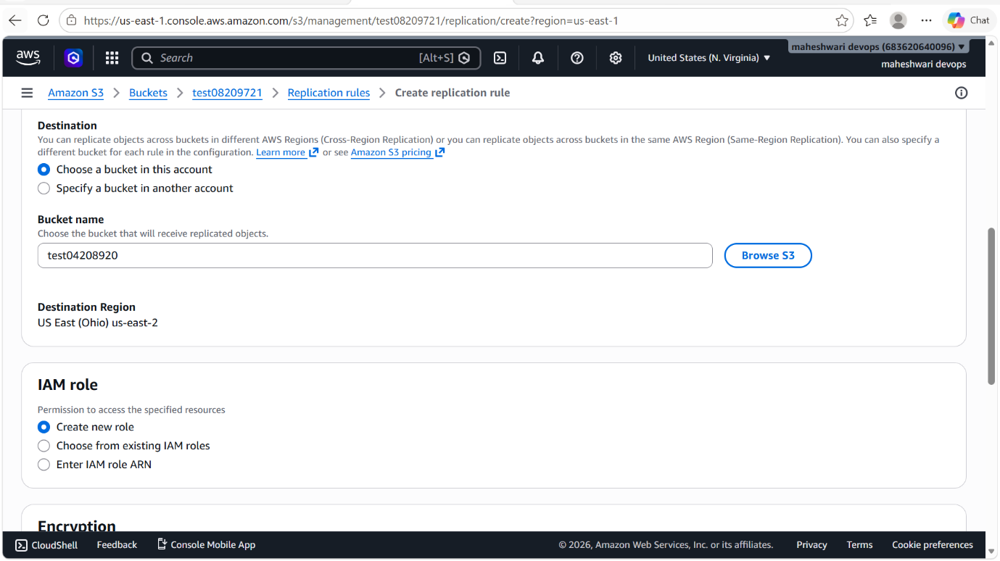 https://us-east-1.console.aws.amazon.com/s3/management/test08209721/replication/create?region=us-east-1
Chat
aws
Search
[Alt+S]
United States (N. Virginia)
maheshwari devops (683620640096)
maheshwari devops
Amazon S3
Buckets
test08209721
Replication rules
Create replication rule
Destination
You can replicate objects across buckets in different AWS Regions (Cross-Region Replication) or you can replicate objects across buckets in the same AWS Region (Same-Region Replication). You can also specify a
different bucket for each rule in the configuration. Learn more or see Amazon S3 pricing
Choose a bucket in this account
Specify a bucket in another account
Bucket name
Choose the bucket that will receive replicated objects.
test04208920
Browse S3
Destination Region
US East (Ohio) us-east-2
IAM role
Permission to access the specified resources
Create new role
Choose from existing IAM roles
Enter IAM role ARN
Encryption
CloudShell
Feedback
Console Mobile App
© 2026, Amazon Web Services, Inc. or its affiliates.
Privacy
Terms
Cookie preferences